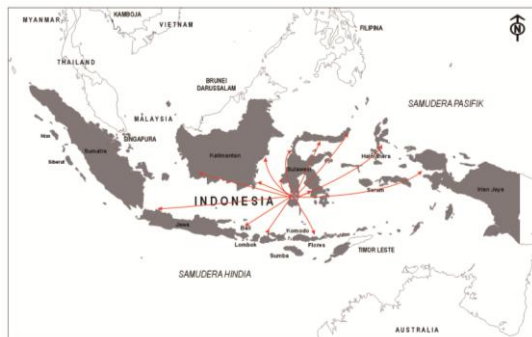 MYANMAR
KAMBOJA
VIETNAM
FILIPINA
N
THAILAND
BRUNEI
DARUSSALAM
SAMUDERA PASIFIK
MALAYSIA
SINGAPURA
Nias
Sumatra
Siberut
Kalimantan
Halmahera
Sulawesi
Seram
Irian Jaya
INDONESIA
Jawa
Bali
Komodo
Lombok
Flores
TIMOR LESTE
Sumba
SAMUDERA HINDIA
AUSTRALIA